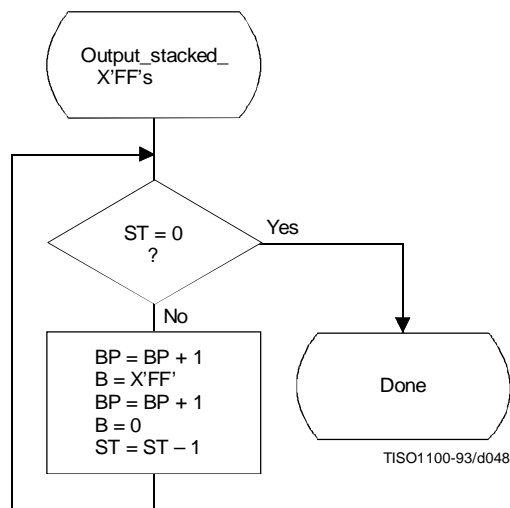 Output_stacked_
X'FF's
ST = 0
?
Yes
No
BP = BP + 1
B = X'FF'
BP = BP + 1
B = 0
ST = ST – 1
Done
TISO1100-93/d048